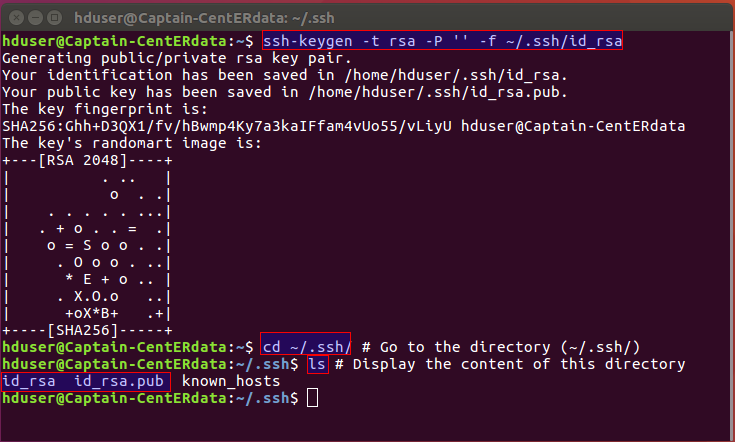 hduser@Captain-CentERdata: ~/.ssh
hduser@Captain-CentERdata:~$ ssh-keygen -t rsa -P '' -f ~/.ssh/id_rsa
Generating public/private rsa key pair.
Your identification has been saved in /home/hduser/.ssh/id_rsa.
Your public key has been saved in /home/hduser/.ssh/id_rsa.pub.
The key fingerprint is:
SHA256:Ghh+D3QX1/fv/hBwmp4Ky7a3kaIFfam4vUo55/vLiyU hduser@Captain-CentERdata
The key's randomart image is:
+---[RSA 2048]----+
|           . ..   |
|            o  . .|
|     . . . . . ...|
|    . + o . . =  .|
|     o = S o o . .|
|      . O o o . ..|
|       * E + o .. |
|      . X.O.o   ..|
|       +oX*B+   .+|
+----[SHA256]-----+
hduser@Captain-CentERdata:~$ cd ~/.ssh/ # Go to the directory (~/.ssh/)
hduser@Captain-CentERdata:~/.ssh$ ls # Display the content of this directory
id_rsa  id_rsa.pub  known_hosts
hduser@Captain-CentERdata:~/.ssh$